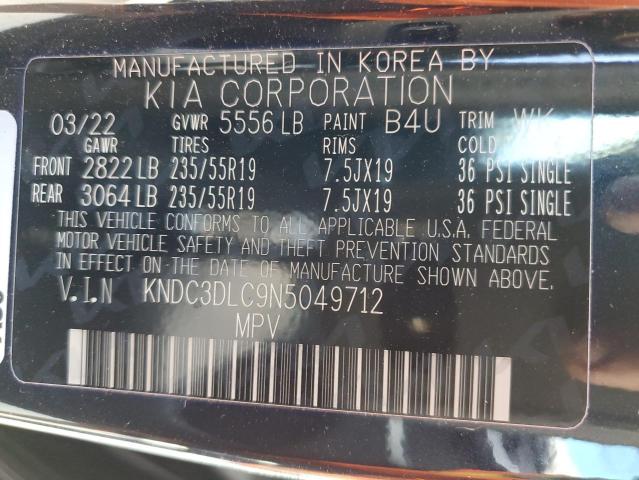 MANUFACTURED IN KOREA BY
KIA CORPORATION
03/22 GVWR 5556 LB PAINT B4U TRIM WK
GAWR TIRES RIMS COLD
FRONT 2822 LB 235/55R19 7.5JX19 36 PSI SINGLE
REAR 3064 LB 235/55R19 7.5JX19 36 PSI SINGLE
THIS VEHICLE CONFORMS TO ALL APPLICABLE U.S.A. FEDERAL
MOTOR VEHICLE SAFETY AND THEFT PREVENTION STANDARDS
IN EFFECT ON THE DATE OF MANUFACTURE SHOWN ABOVE.
V.I.N KNDC3DLC9N5049712
MPV